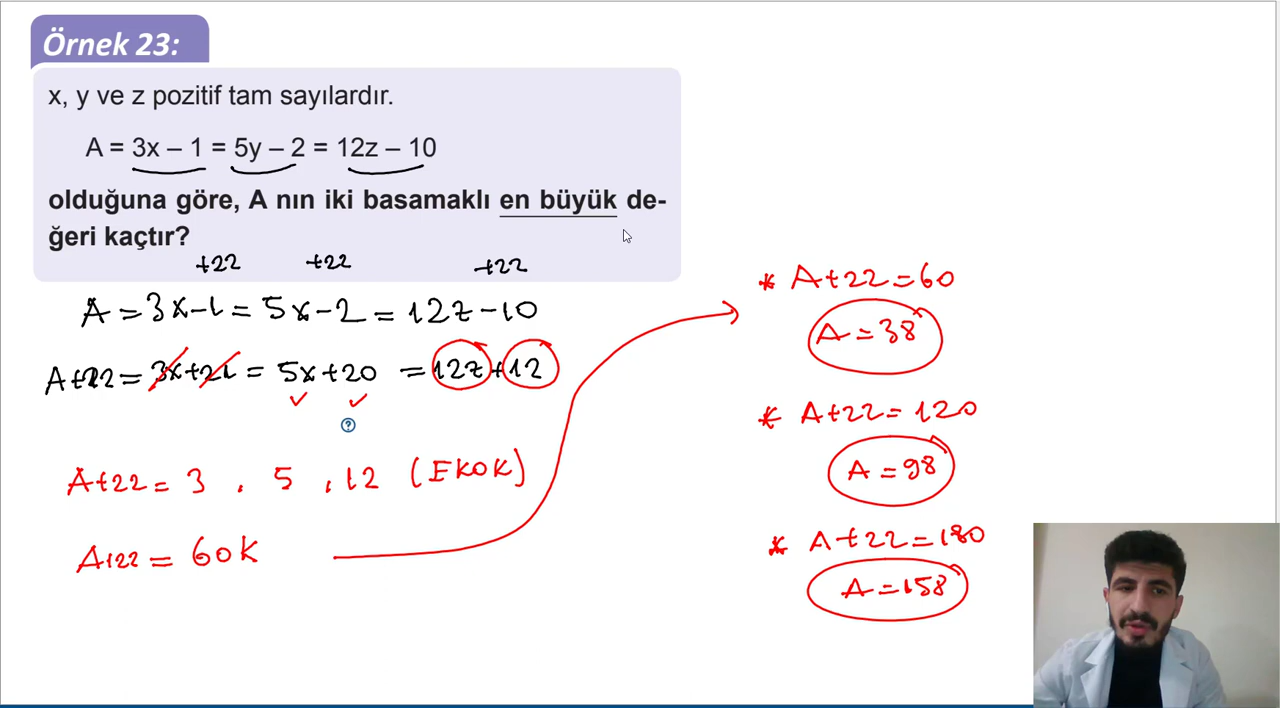 Örnek 23:
x, y ve z pozitif tam sayılardır.
A = 3x – 1 = 5y – 2 = 12z – 10
olduğuna göre, A nın iki basamaklı en büyük de-
ğeri kaçtır?
+22 +22 +22
A = 3x-1 = 5x-2 = 12z-10
A+22 = 3x+21 = 5x+20 = 12z+12
?
A+22 = 3 , 5 , 12 (EKOK)
A+22 = 60K
* A+22=60
A=38
* A+22=120
A=98
* A+22=180
A=158